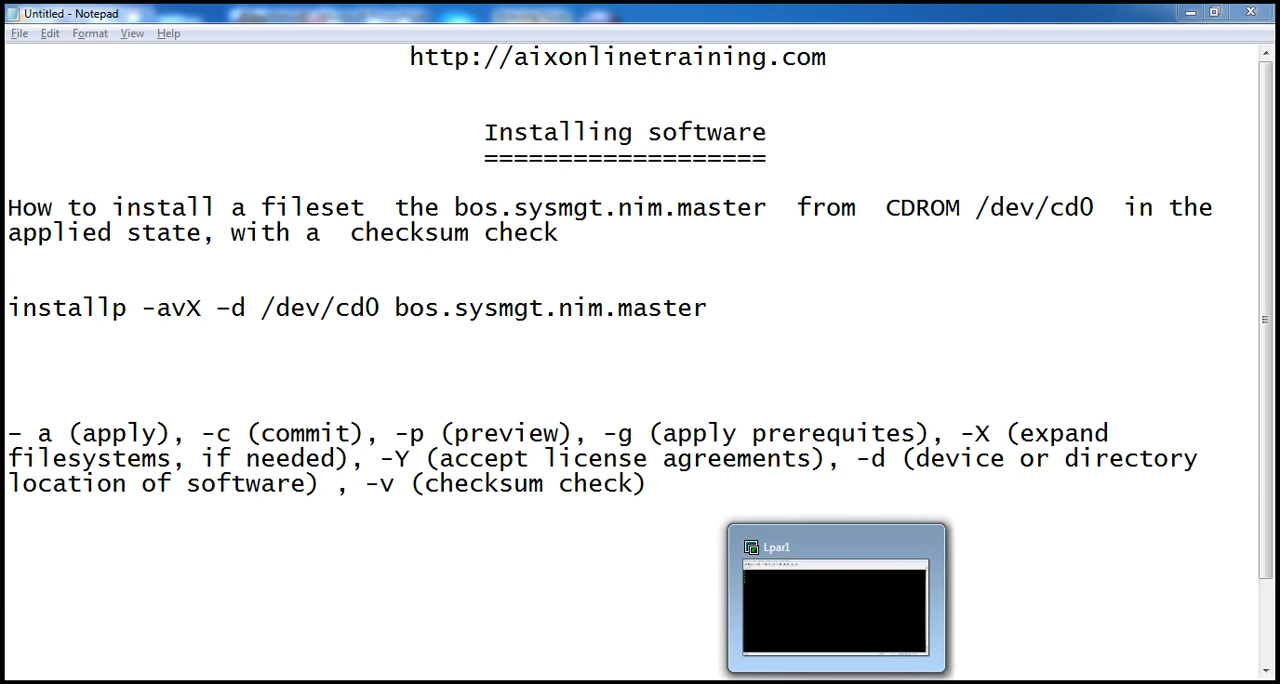 Untitled - Notepad
File Edit Format View Help
http://aixonlinetraining.com
Installing software
===================
How to install a fileset  the bos.sysmgt.nim.master  from  CDROM /dev/cd0  in the
applied state, with a  checksum check
installp -avX –d /dev/cd0 bos.sysmgt.nim.master
– a (apply), -c (commit), -p (preview), -g (apply prerequites), -X (expand
filesystems, if needed), -Y (accept license agreements), -d (device or directory
location of software) , -v (checksum check)
Lpar1